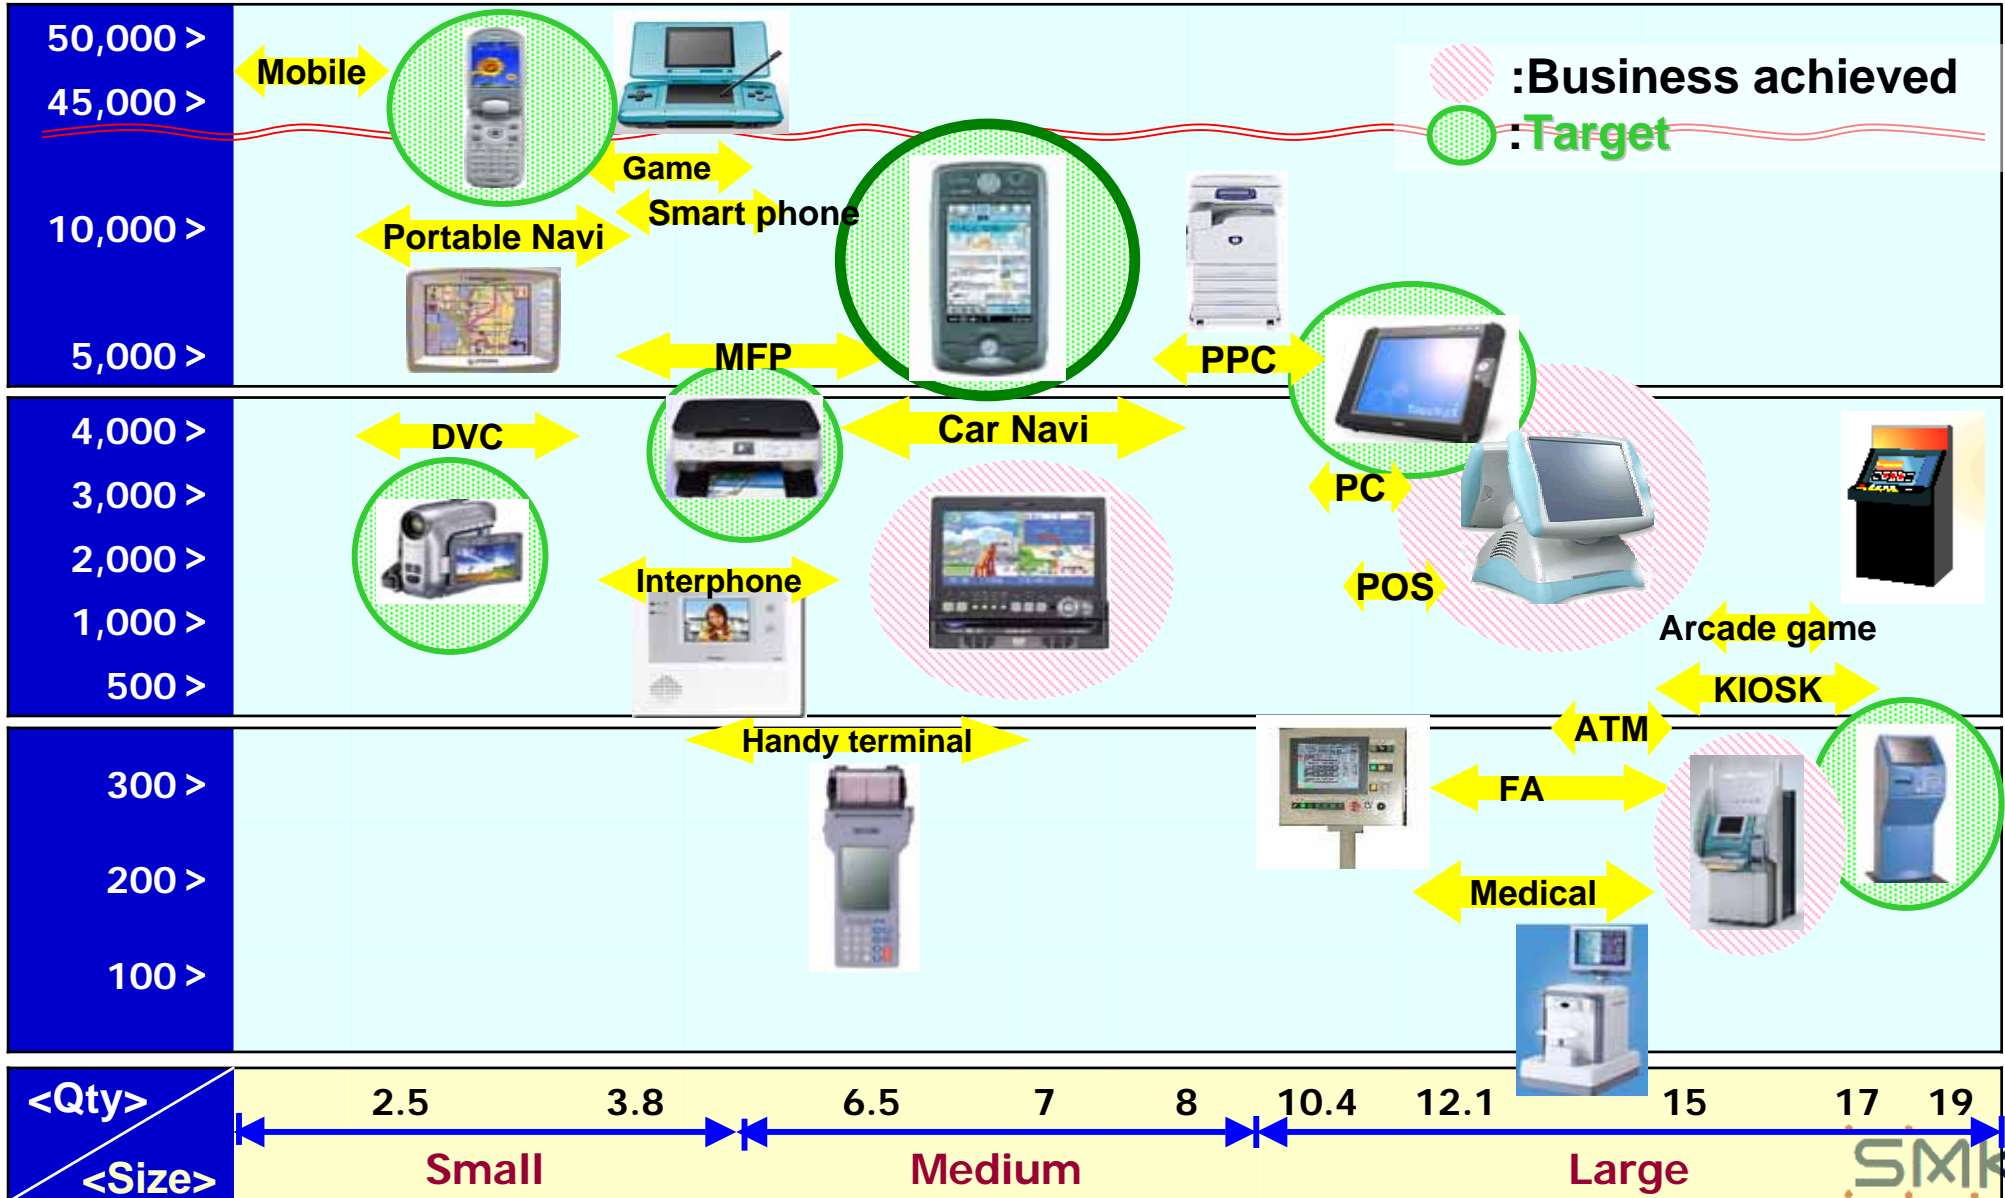 50,000 >
Mobile
:Business achieved
45,000 >
:Target
Game
Smart phone
10,000 >
Portable Navi
5,000 >
MFP
PPC
4,000 >
DVC
Car Navi
3,000 >
PC
2,000 >
Interphone
POS
1,000 >
Arcade game
500 >
KIOSK
ATM
Handy terminal
300 >
FA
200 >
Medical
100 >
<Qty>
2.5 3.8 6.5 7 8 10.4 12.1 15 17 19
<Size>
Small Medium Large
SMK